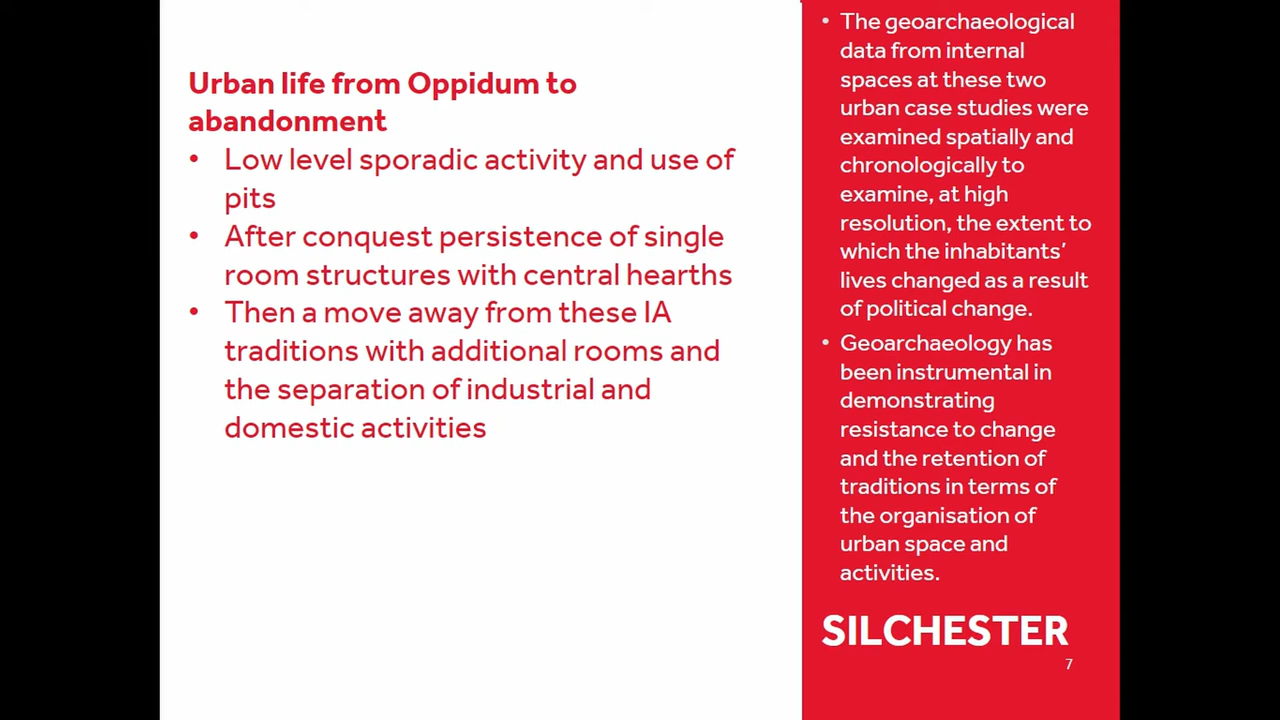 Urban life from Oppidum to
abandonment
• Low level sporadic activity and use of
pits
• After conquest persistence of single
room structures with central hearths
• Then a move away from these IA
traditions with additional rooms and
the separation of industrial and
domestic activities
• The geoarchaeological
data from internal
spaces at these two
urban case studies were
examined spatially and
chronologically to
examine, at high
resolution, the extent to
which the inhabitants’
lives changed as a result
of political change.
• Geoarchaeology has
been instrumental in
demonstrating
resistance to change
and the retention of
traditions in terms of
the organisation of
urban space and
activities.
SILCHESTER
7